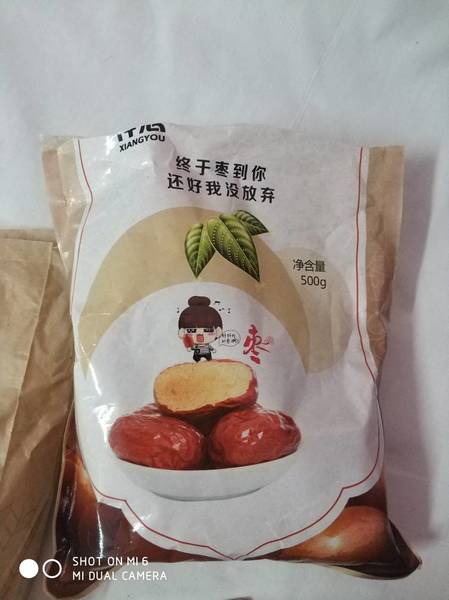 XIANGYOU
终于枣到你
还好我没放弃
净含量
500g
枣
SHOT ON MI 6
MI DUAL CAMERA